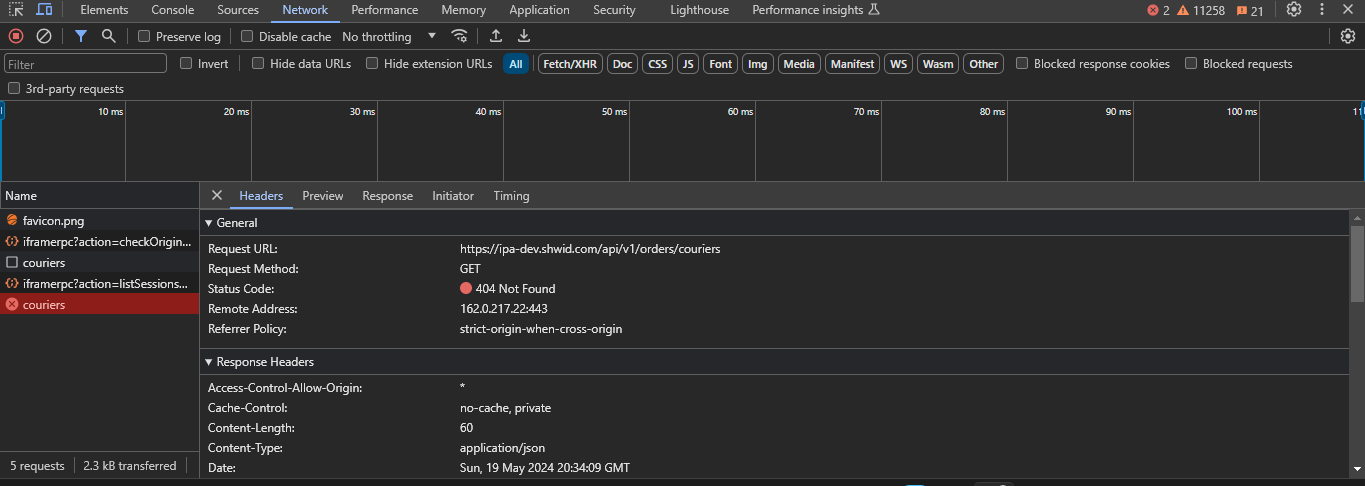 Elements Console Sources Network Performance Memory Application Security Lighthouse Performance insights 2 11258 21
Preserve log Disable cache No throttling
Filter Invert Hide data URLs Hide extension URLs All Fetch/XHR Doc CSS JS Font Img Media Manifest WS Wasm Other Blocked response cookies Blocked requests
3rd-party requests
10 ms 20 ms 30 ms 40 ms 50 ms 60 ms 70 ms 80 ms 90 ms 100 ms 11
Name Headers Preview Response Initiator Timing
favicon.png General
iframerpc?action=checkOrigin... Request URL: https://ipa-dev.shwid.com/api/v1/orders/couriers
couriers Request Method: GET
iframerpc?action=listSessions... Status Code: 404 Not Found
couriers Remote Address: 162.0.217.22:443
Referrer Policy: strict-origin-when-cross-origin
Response Headers
Access-Control-Allow-Origin: *
Cache-Control: no-cache, private
Content-Length: 60
Content-Type: application/json
5 requests 2.3 kB transferred Date: Sun, 19 May 2024 20:34:09 GMT